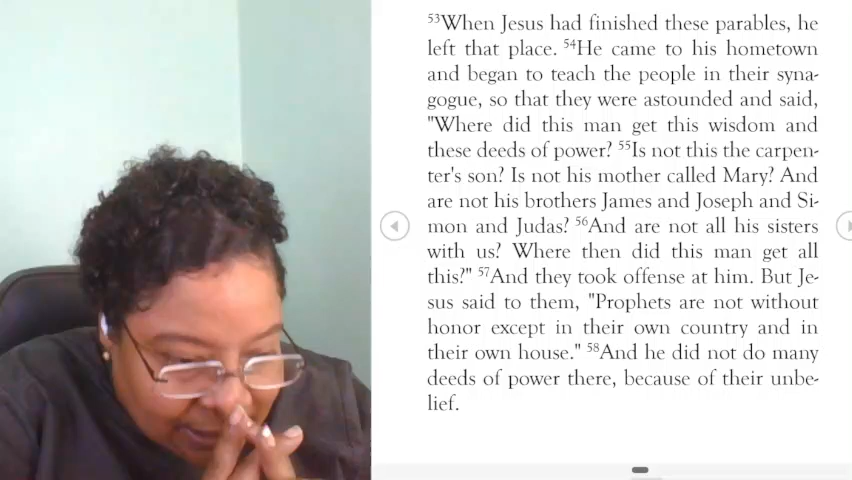 ⁵³When Jesus had finished these parables, he
left that place. ⁵⁴He came to his hometown
and began to teach the people in their syna-
gogue, so that they were astounded and said,
"Where did this man get this wisdom and
these deeds of power? ⁵⁵Is not this the carpen-
ter's son? Is not his mother called Mary? And
are not his brothers James and Joseph and Si-
mon and Judas? ⁵⁶And are not all his sisters
with us? Where then did this man get all
this?" ⁵⁷And they took offense at him. But Je-
sus said to them, "Prophets are not without
honor except in their own country and in
their own house." ⁵⁸And he did not do many
deeds of power there, because of their unbe-
lief.